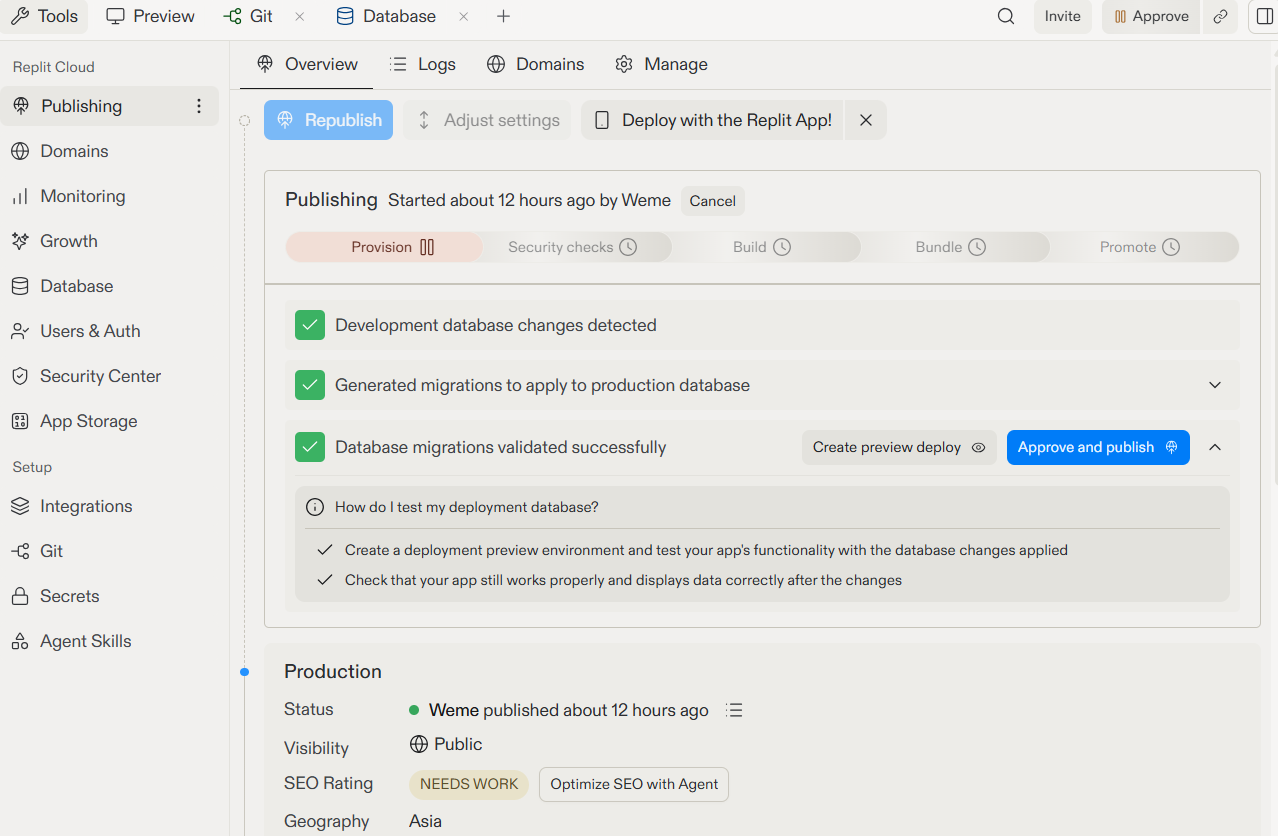 Tools Preview Git Database Invite Approve
Replit Cloud
Publishing
Domains
Monitoring
Growth
Database
Users & Auth
Security Center
App Storage
Setup
Integrations
Git
Secrets
Agent Skills
Overview Logs Domains Manage
Republish Adjust settings Deploy with the Replit App!
Publishing Started about 12 hours ago by Weme Cancel
Provision Security checks Build Bundle Promote
Development database changes detected
Generated migrations to apply to production database
Database migrations validated successfully Create preview deploy Approve and publish
How do I test my deployment database?
Create a deployment preview environment and test your app's functionality with the database changes applied
Check that your app still works properly and displays data correctly after the changes
Production
Status Weme published about 12 hours ago
Visibility Public
SEO Rating NEEDS WORK Optimize SEO with Agent
Geography Asia